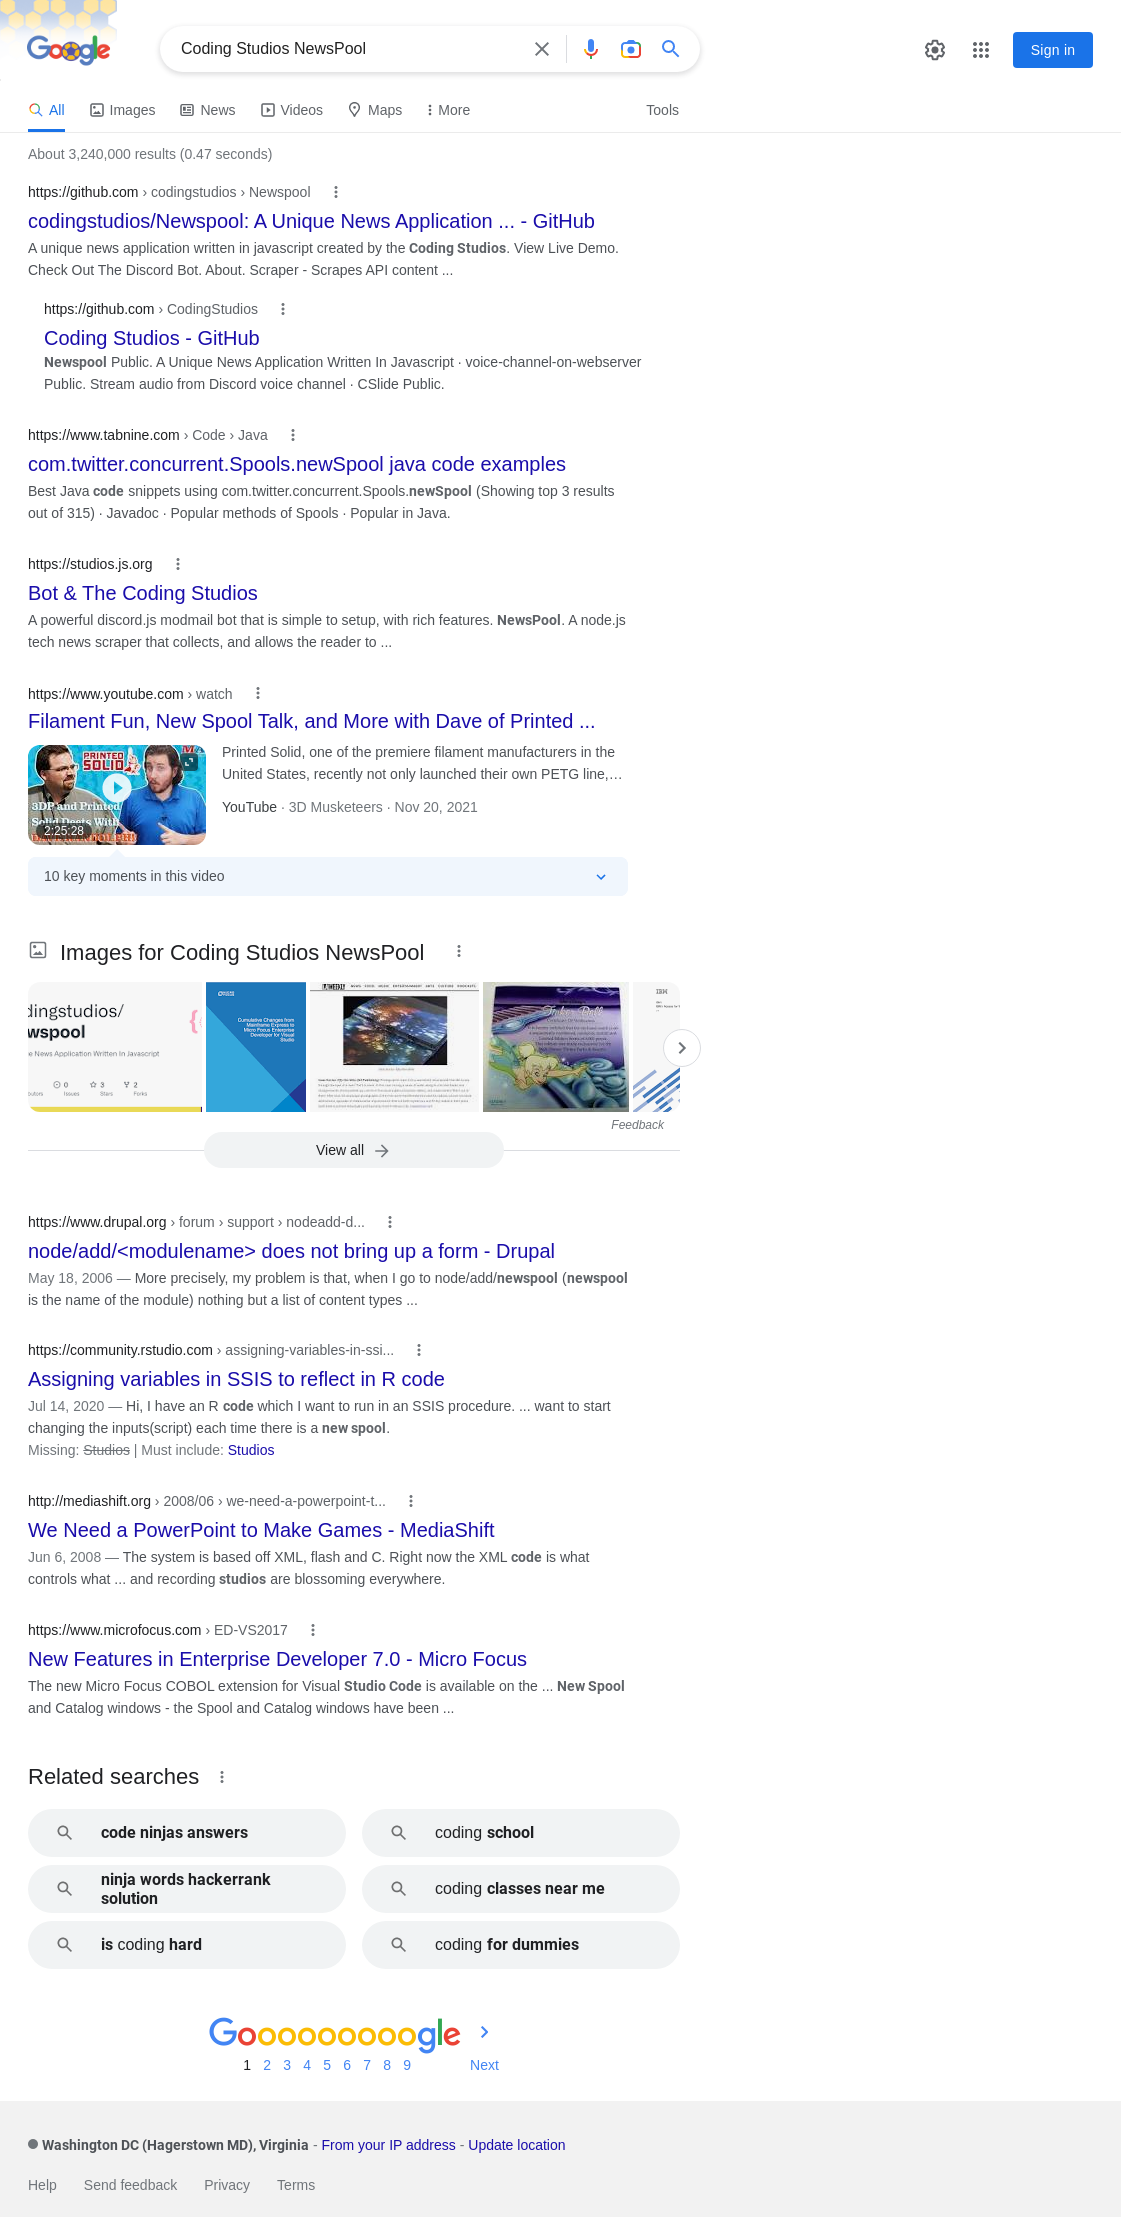 Google
Coding Studios NewsPool
Sign in
All
Images
News
Videos
Maps
More
Tools
About 3,240,000 results (0.47 seconds)
https://github.com › codingstudios › Newspool
codingstudios/Newspool: A Unique News Application ... - GitHub
A unique news application written in javascript created by the Coding Studios. View Live Demo.
Check Out The Discord Bot. About. Scraper - Scrapes API content ...
https://github.com › CodingStudios
Coding Studios - GitHub
Newspool Public. A Unique News Application Written In Javascript · voice-channel-on-webserver
Public. Stream audio from Discord voice channel · CSlide Public.
https://www.tabnine.com › Code › Java
com.twitter.concurrent.Spools.newSpool java code examples
Best Java code snippets using com.twitter.concurrent.Spools.newSpool (Showing top 3 results
out of 315) · Javadoc · Popular methods of Spools · Popular in Java.
https://studios.js.org
Bot & The Coding Studios
A powerful discord.js modmail bot that is simple to setup, with rich features. NewsPool. A node.js
tech news scraper that collects, and allows the reader to ...
https://www.youtube.com › watch
Filament Fun, New Spool Talk, and More with Dave of Printed ...
PRINTED
SOLID
3DP and Printed
Solid Deets With
2:25:28
Printed Solid, one of the premiere filament manufacturers in the
United States, recently not only launched their own PETG line,…
YouTube · 3D Musketeers · Nov 20, 2021
10 key moments in this video
Images for Coding Studios NewsPool
dingstudios/
wspool
e News Application Written In Javascript
0
3
2
Issues
Stars
Forks
Cumulative Changes from
Mainframe Express to
Micro Focus Enterprise
Developer for Visual
Studio
Tinker Bell
IBM
Feedback
View all
https://www.drupal.org › forum › support › nodeadd-d...
node/add/<modulename> does not bring up a form - Drupal
May 18, 2006 — More precisely, my problem is that, when I go to node/add/newspool (newspool
is the name of the module) nothing but a list of content types ...
https://community.rstudio.com › assigning-variables-in-ssi...
Assigning variables in SSIS to reflect in R code
Jul 14, 2020 — Hi, I have an R code which I want to run in an SSIS procedure. ... want to start
changing the inputs(script) each time there is a new spool.
Missing: Studios | Must include: Studios
http://mediashift.org › 2008/06 › we-need-a-powerpoint-t...
We Need a PowerPoint to Make Games - MediaShift
Jun 6, 2008 — The system is based off XML, flash and C. Right now the XML code is what
controls what ... and recording studios are blossoming everywhere.
https://www.microfocus.com › ED-VS2017
New Features in Enterprise Developer 7.0 - Micro Focus
The new Micro Focus COBOL extension for Visual Studio Code is available on the ... New Spool
and Catalog windows - the Spool and Catalog windows have been ...
Related searches
code ninjas answers
coding school
ninja words hackerrank
solution
coding classes near me
is coding hard
coding for dummies
Gooooooooogle
1 2 3 4 5 6 7 8 9 Next
Washington DC (Hagerstown MD), Virginia - From your IP address - Update location
Help
Send feedback
Privacy
Terms